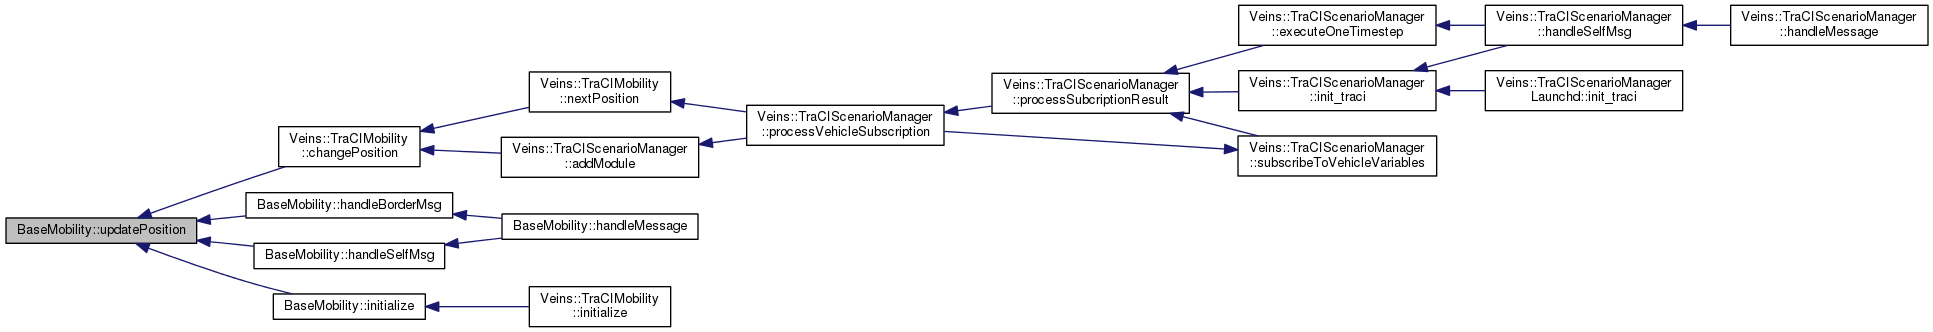 Veins::TraCIScenarioManager
::executeOneTimestep
Veins::TraCIScenarioManager
::handleSelfMsg
Veins::TraCIScenarioManager
::handleMessage
Veins::TraCIMobility
::nextPosition
Veins::TraCIScenarioManager
::processSubcriptionResult
Veins::TraCIScenarioManager
::init_traci
Veins::TraCIScenarioManager
Launchd::init_traci
Veins::TraCIScenarioManager
::processVehicleSubscription
Veins::TraCIMobility
::changePosition
Veins::TraCIScenarioManager
::addModule
Veins::TraCIScenarioManager
::subscribeToVehicleVariables
BaseMobility::handleBorderMsg
BaseMobility::updatePosition
BaseMobility::handleMessage
BaseMobility::handleSelfMsg
BaseMobility::initialize
Veins::TraCIMobility
::initialize